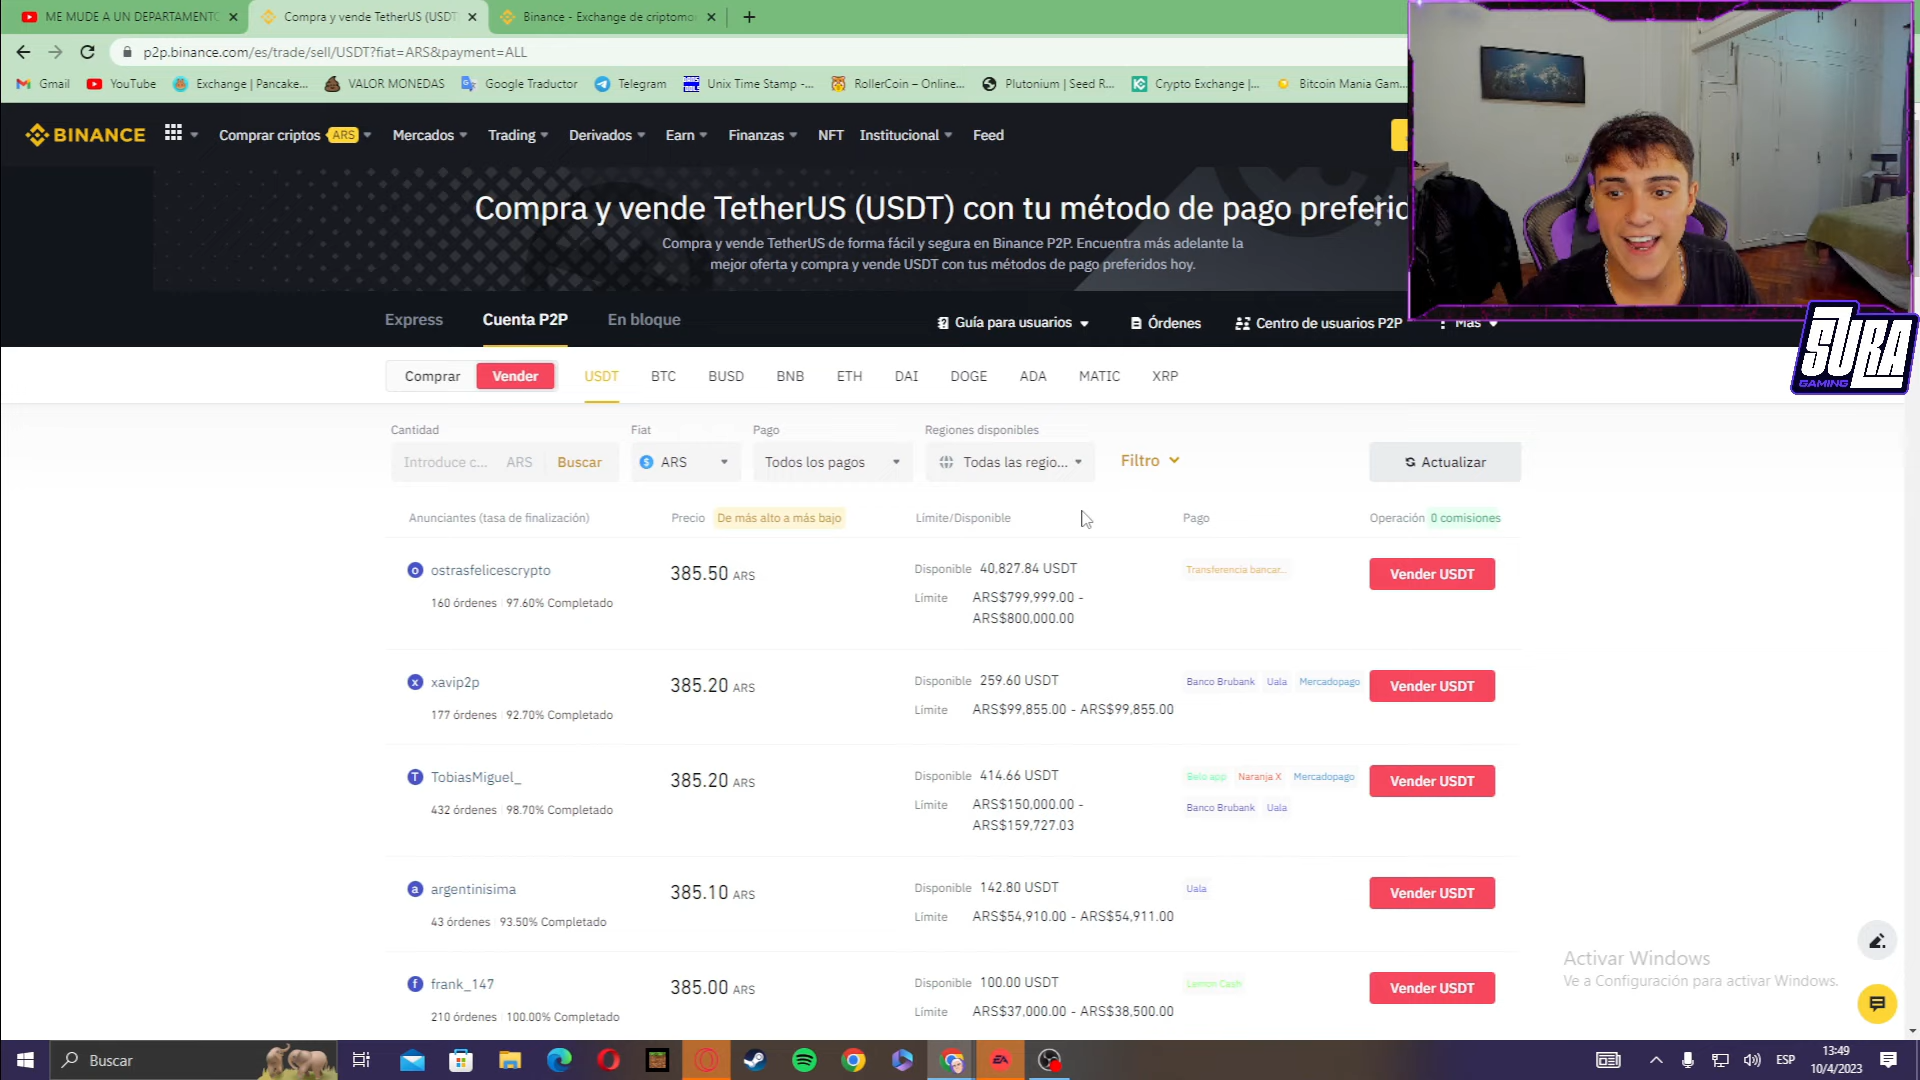 ME MUDE A UN DEPARTAMENTO
Compra y vende TetherUS (USDT)
Binance - Exchange de criptomo
p2p.binance.com/es/trade/sell/USDT?fiat=ARS&payment=ALL
Gmail YouTube Exchange | Pancake... VALOR MONEDAS Google Traductor Telegram Unix Time Stamp -... RollerCoin – Online... Plutonium | Seed R... Crypto Exchange |... Bitcoin Mania Gam...
BINANCE Comprar criptos ARS Mercados Trading Derivados Earn Finanzas NFT Institucional Feed
Compra y vende TetherUS (USDT) con tu método de pago preferid
Compra y vende TetherUS de forma fácil y segura en Binance P2P. Encuentra más adelante la
mejor oferta y compra y vende USDT con tus métodos de pago preferidos hoy.
Express Cuenta P2P En bloque Guía para usuarios Órdenes Centro de usuarios P2P Más
SURA
GAMING
Comprar Vender USDT BTC BUSD BNB ETH DAI DOGE ADA MATIC XRP
Cantidad Fiat Pago Regiones disponibles
Introduce c... ARS Buscar ARS Todos los pagos Todas las regio... Filtro Actualizar
Anunciantes (tasa de finalización) Precio De más alto a más bajo Límite/Disponible Pago Operación 0 comisiones
o ostrasfelicescrypto 385.50 ARS Disponible 40,827.84 USDT Transferencia bancar... Vender USDT
160 órdenes 97.60% Completado Límite ARS$799,999.00 -
ARS$800,000.00
x xavip2p 385.20 ARS Disponible 259.60 USDT Banco Brubank Uala Mercadopago Vender USDT
177 órdenes 92.70% Completado Límite ARS$99,855.00 - ARS$99,855.00
T TobiasMiguel_ 385.20 ARS Disponible 414.66 USDT Belo app Naranja X Mercadopago Vender USDT
432 órdenes 98.70% Completado Límite ARS$150,000.00 - Banco Brubank Uala
ARS$159,727.03
a argentinisima 385.10 ARS Disponible 142.80 USDT Uala Vender USDT
43 órdenes 93.50% Completado Límite ARS$54,910.00 - ARS$54,911.00
f frank_147 385.00 ARS Disponible 100.00 USDT Lemon Cash Vender USDT
210 órdenes 100.00% Completado Límite ARS$37,000.00 - ARS$38,500.00
Activar Windows
Ve a Configuración para activar Windows.
Buscar
EA
ESP
13:49
10/4/2023